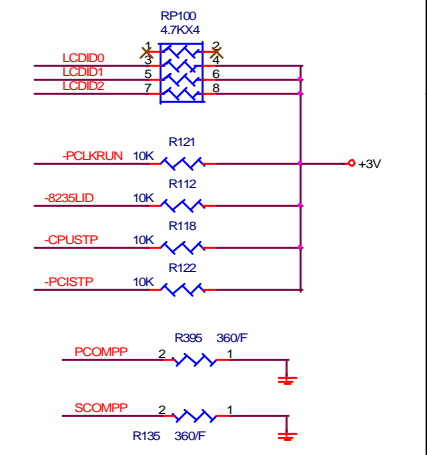 RP100
4.7KX4
1 2
LCDID0 3 4
LCDID1 5 6
LCDID2 7 8
R121
-PCLKRUN 10K +3V
R112
-8235LID 10K
R118
-CPUSTP 10K
R122
-PCISTP 10K
R395 360/F
PCOMPP 2 1
SCOMPP 2 1
R135 360/F